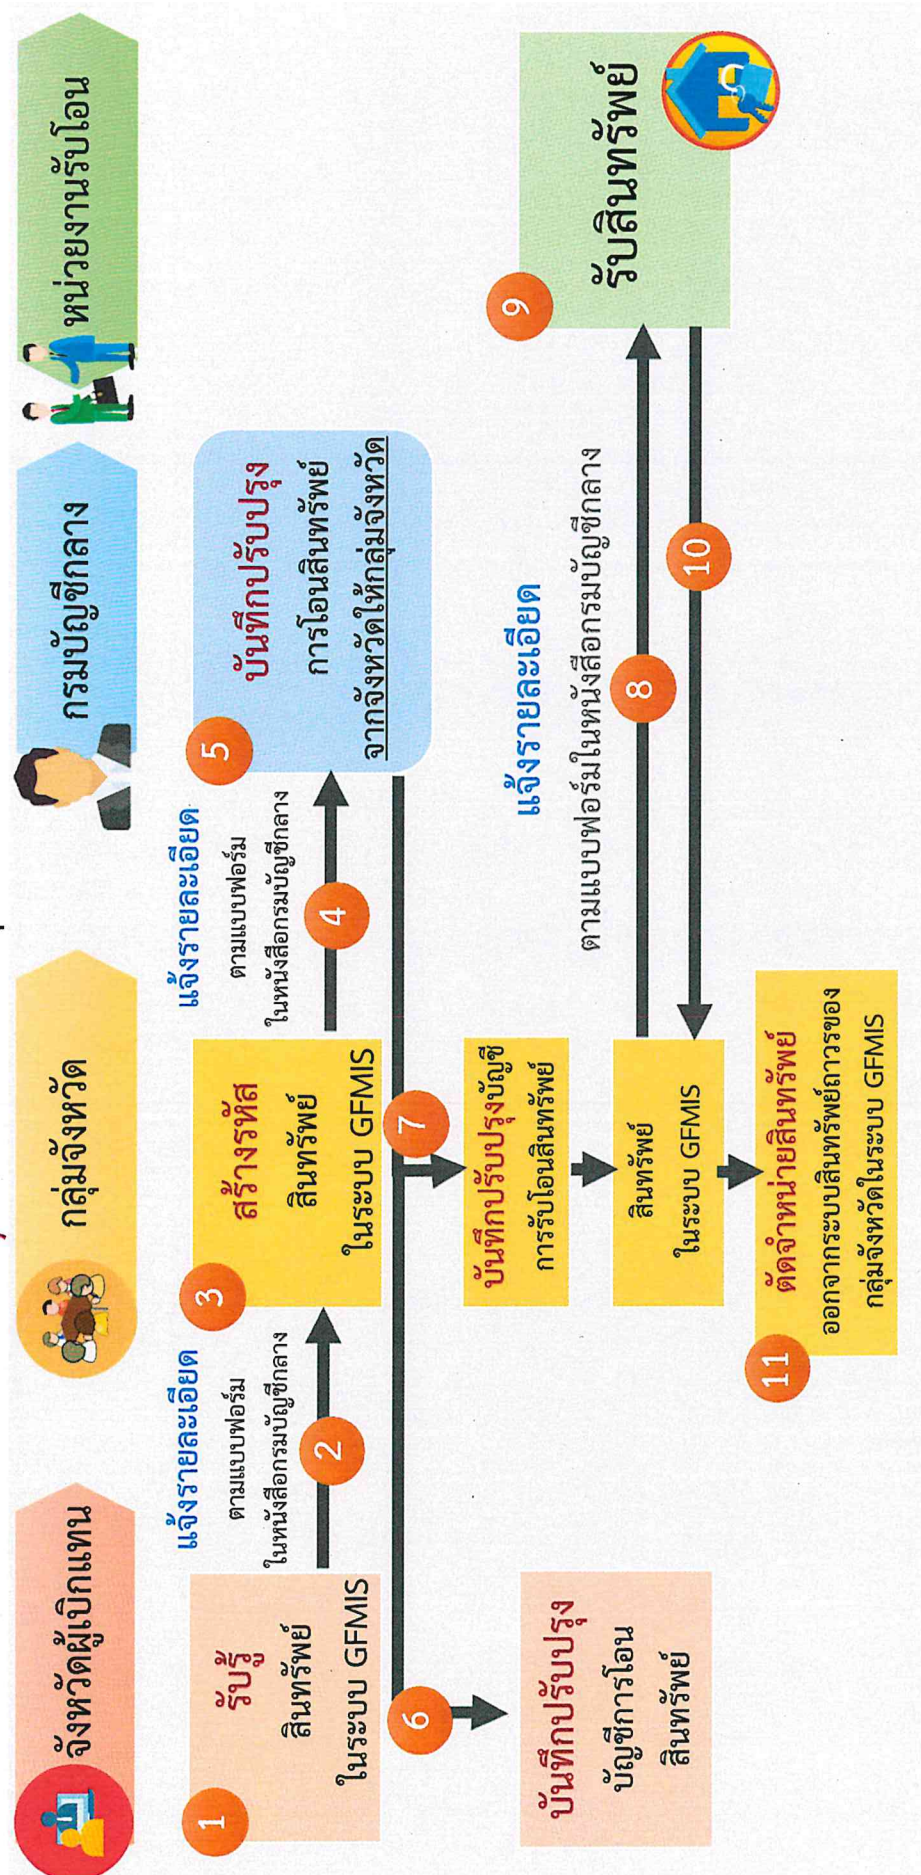 จังหวัดผู้เบิกแทน
กลุ่มจังหวัด
กรมบัญชีกลาง
หน่วยงานรับโอน
1
รับรู้
สินทรัพย์
ในระบบ GFMIS
แจ้งรายละเอียด
ตามแบบฟอร์ม
ในหนังสือกรมบัญชีกลาง
2
3
สร้างรหัส
สินทรัพย์
ในระบบ GFMIS
แจ้งรายละเอียด
ตามแบบฟอร์ม
ในหนังสือกรมบัญชีกลาง
4
5
บันทึกปรับปรุง
การโอนสินทรัพย์
จากจังหวัดให้กลุ่มจังหวัด
6
บันทึกปรับปรุง
บัญชีการโอน
สินทรัพย์
7
บันทึกปรับปรุงบัญชี
การรับโอนสินทรัพย์
สินทรัพย์
ในระบบ GFMIS
แจ้งรายละเอียด
ตามแบบฟอร์มในหนังสือกรมบัญชีกลาง
8
9
รับสินทรัพย์
10
11
ตัดจำหน่ายสินทรัพย์
ออกจากระบบสินทรัพย์ถาวรของ
กลุ่มจังหวัดในระบบ GFMIS